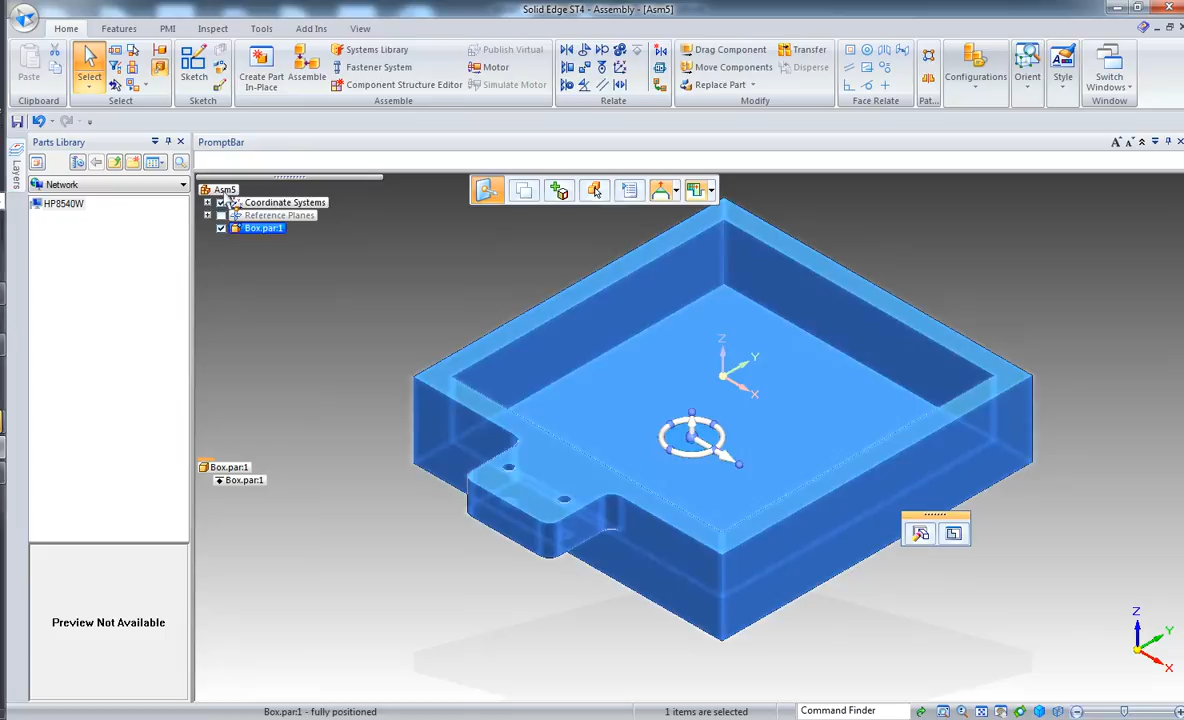 Solid Edge ST4 - Assembly - [Asm5]
Home Features PMI Inspect Tools Add Ins View
Paste
Clipboard
Select
Select
Sketch
Sketch
Create Part In-Place
Assembly
Systems Library
Fastener System
Component Structure Editor
Publish Virtual
Motor
Simulate Motor
Assemble
Relate
Drag Component
Move Components
Replace Part
Transfer
Disperse
Modify
Face Relate
Pat...
Configurations
Orient
Style
Switch Windows
Window
Parts Library
PromptBar
Layers
Network
HP8540W
Asm5
Coordinate Systems
Reference Planes
Box.par:1
Box.par:1
Box.par:1
Z
Y
X
Preview Not Available
Z
Y
X
Box.par:1 - fully positioned
1 items are selected
Command Finder